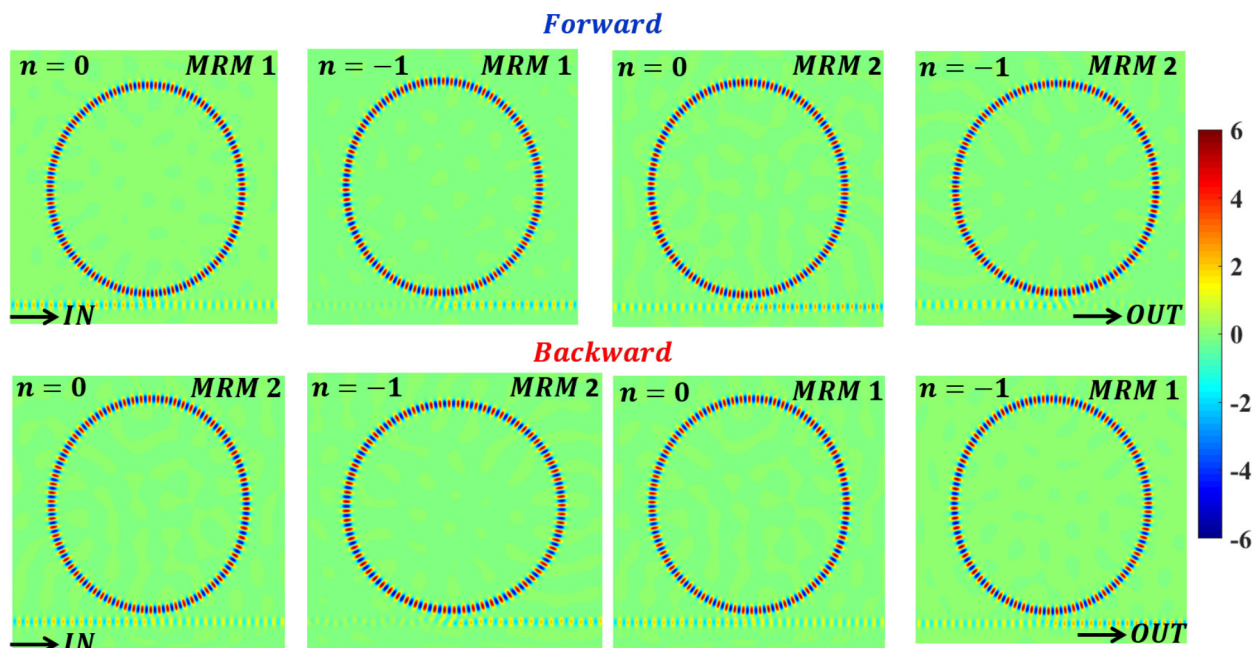 Forward
n = 0 MRM 1
n = −1 MRM 1
n = 0 MRM 2
n = −1 MRM 2
IN
OUT
6
4
2
0
-2
-4
-6
Backward
n = 0 MRM 2
n = −1 MRM 2
n = 0 MRM 1
n = −1 MRM 1
IN
OUT